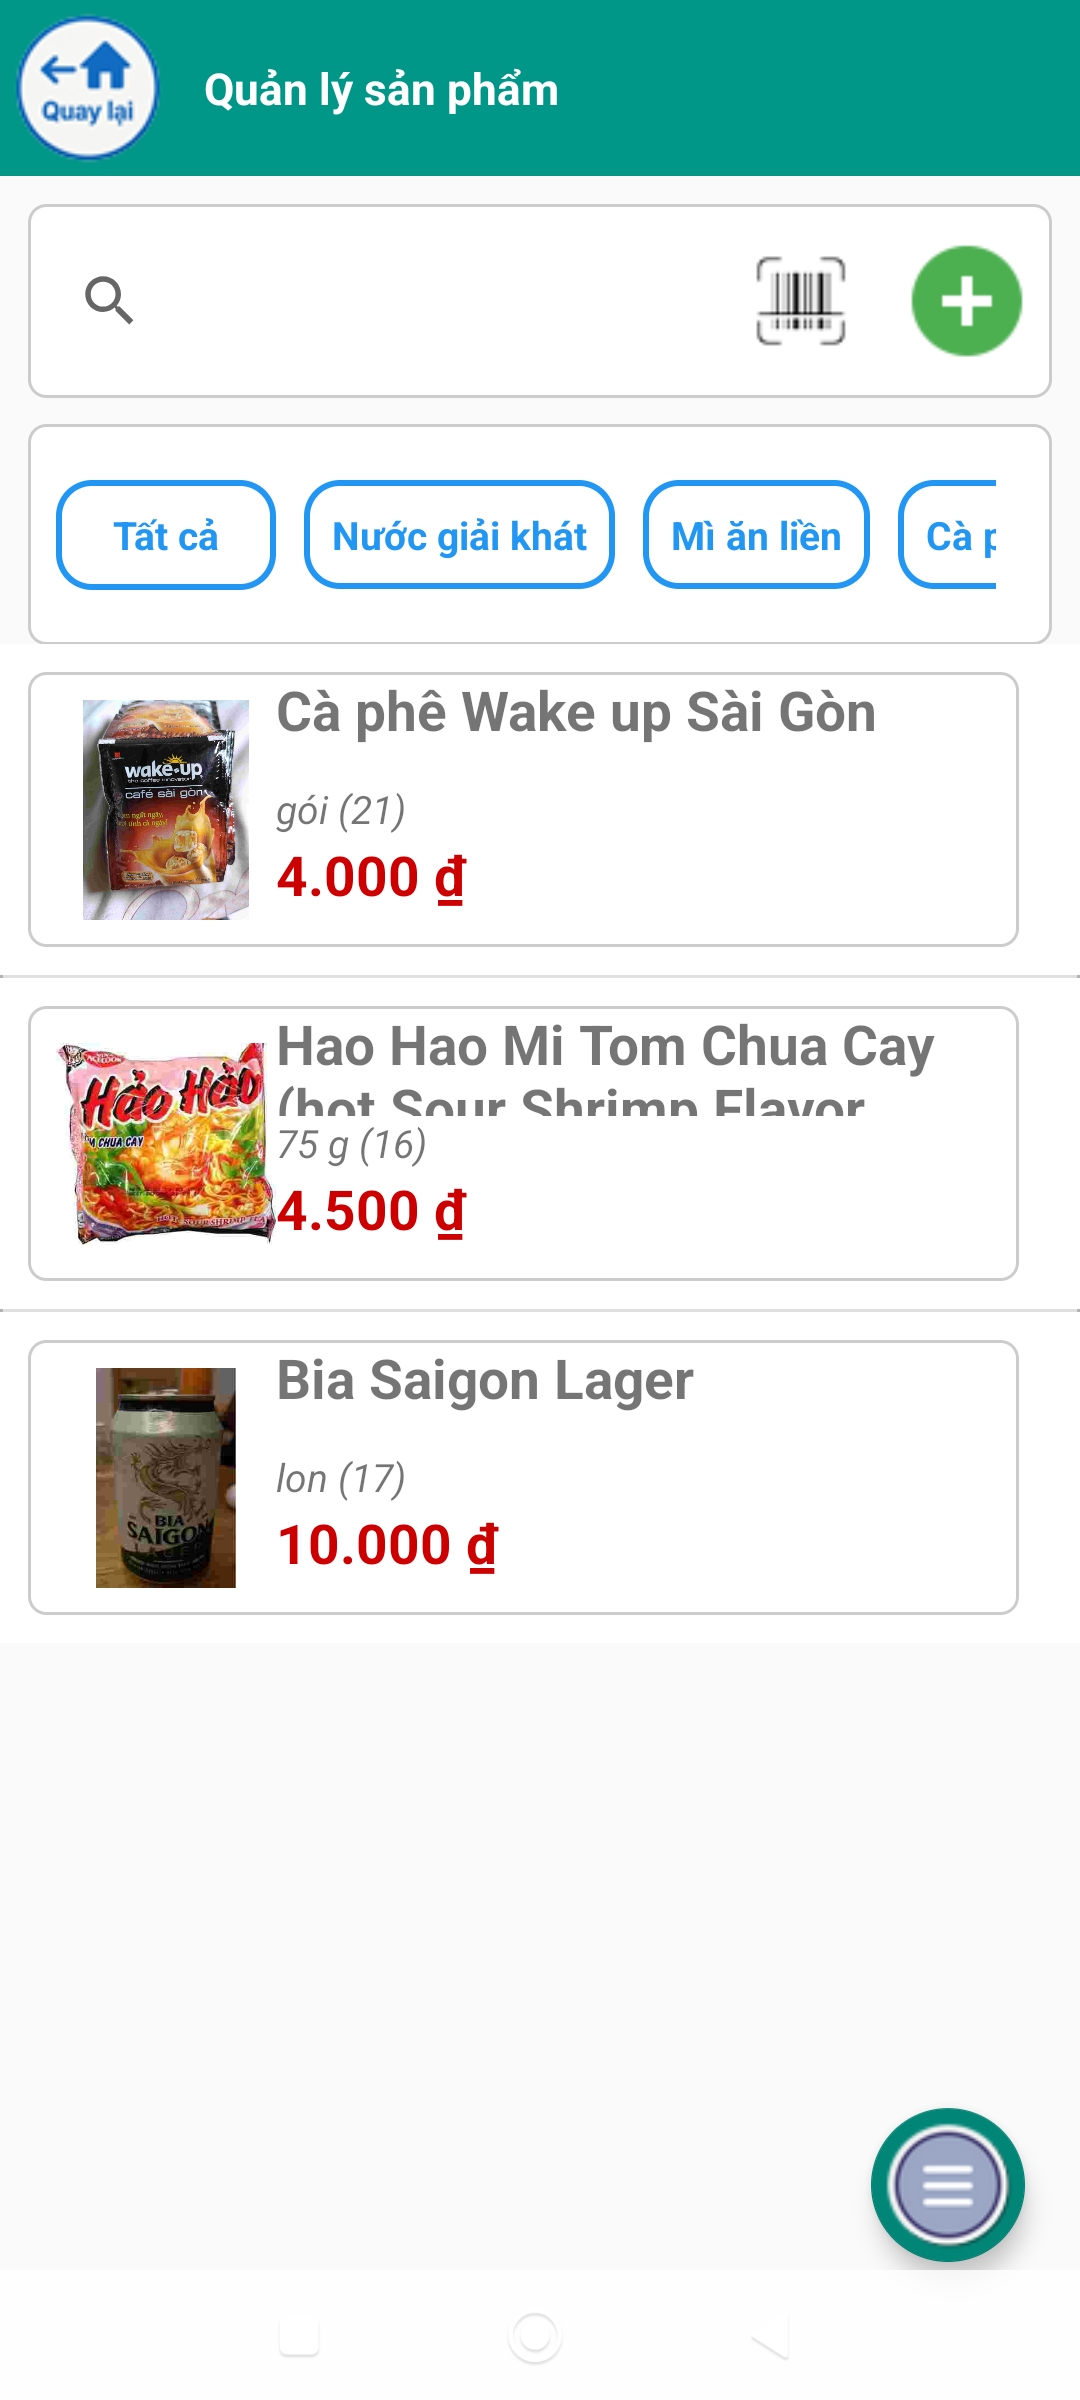 Quay lại
Quản lý sản phẩm
Tất cả
Nước giải khát
Mì ăn liền
Cà p
Cà phê Wake up Sài Gòn
wake·up
café sài gòn
gói (21)
4.000 ₫
Hao Hao Mi Tom Chua Cay
(hot Sour Shrimp Flavor
Hảo Hảo
CHUA CAY
75 g (16)
4.500 ₫
Bia Saigon Lager
BIA
SAIGON
LAGER
lon (17)
10.000 ₫